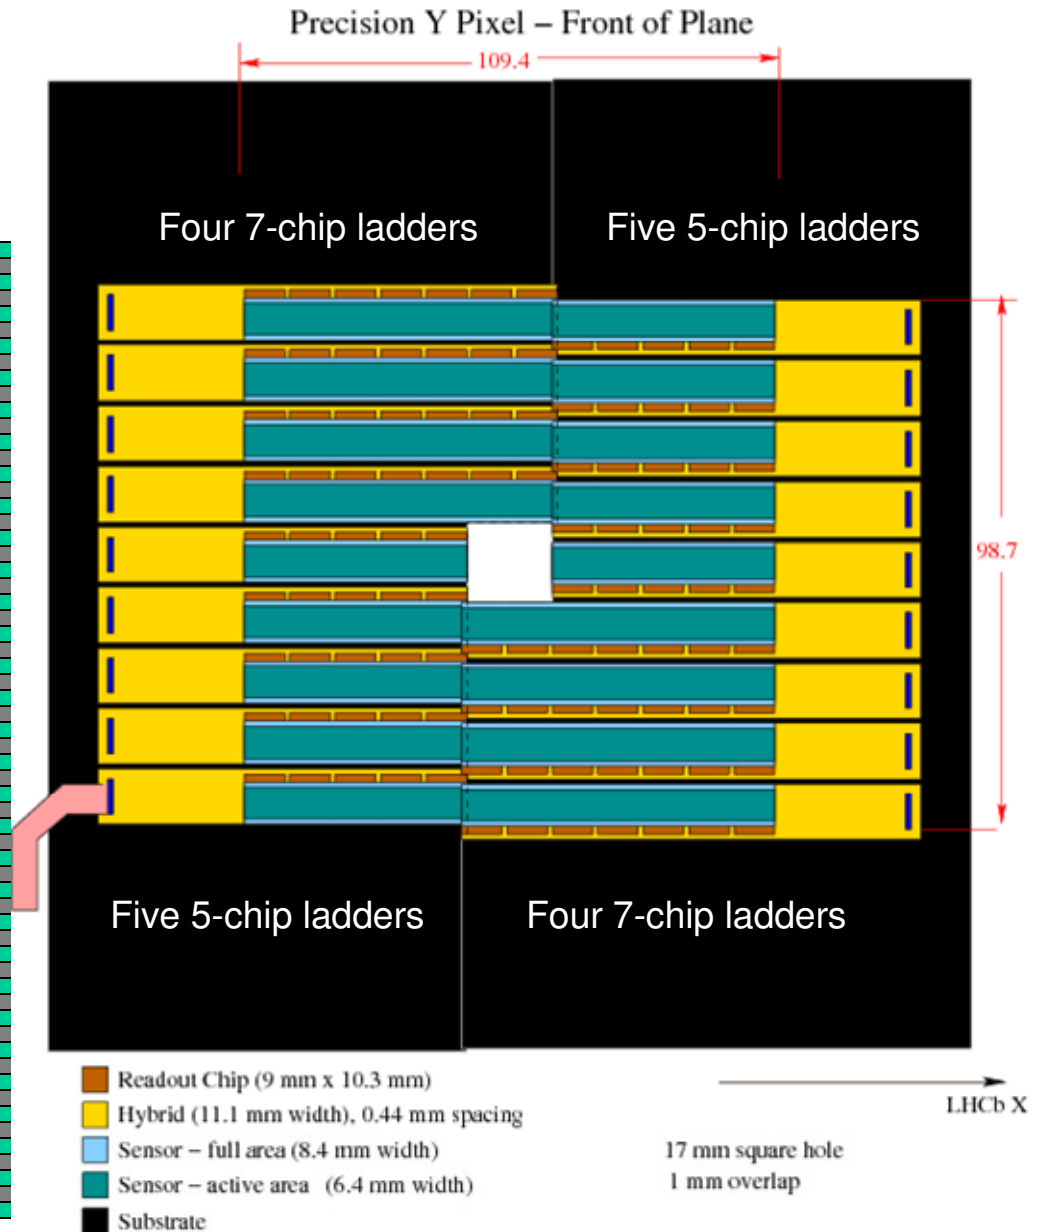 Precision Y Pixel – Front of Plane
109.4
Four 7-chip ladders
Five 5-chip ladders
98.7
Five 5-chip ladders
Four 7-chip ladders
Readout Chip (9 mm x 10.3 mm)
Hybrid (11.1 mm width), 0.44 mm spacing
Sensor – full area (8.4 mm width)
Sensor – active area (6.4 mm width)
Substrate
LHCb X
17 mm square hole
1 mm overlap